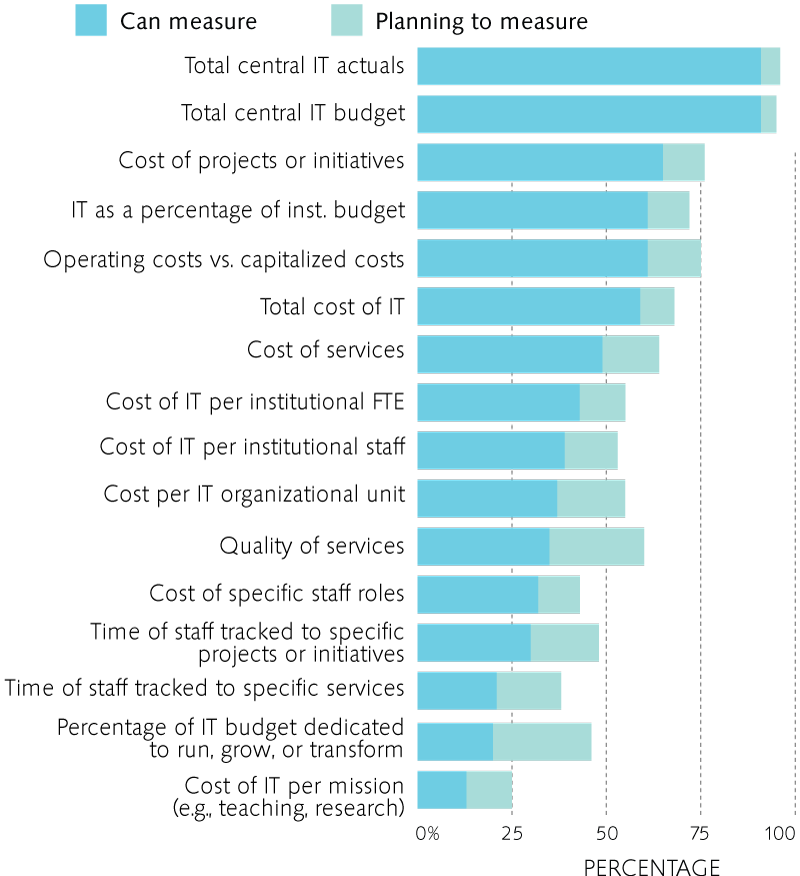 Can measure Planning to measure
Total central IT actuals
Total central IT budget
Cost of projects or initiatives
IT as a percentage of inst. budget
Operating costs vs. capitalized costs
Total cost of IT
Cost of services
Cost of IT per institutional FTE
Cost of IT per institutional staff
Cost per IT organizational unit
Quality of services
Cost of specific staff roles
Time of staff tracked to specific
projects or initiatives
Time of staff tracked to specific services
Percentage of IT budget dedicated
to run, grow, or transform
Cost of IT per mission
(e.g., teaching, research)
0% 25 50 75 100
PERCENTAGE